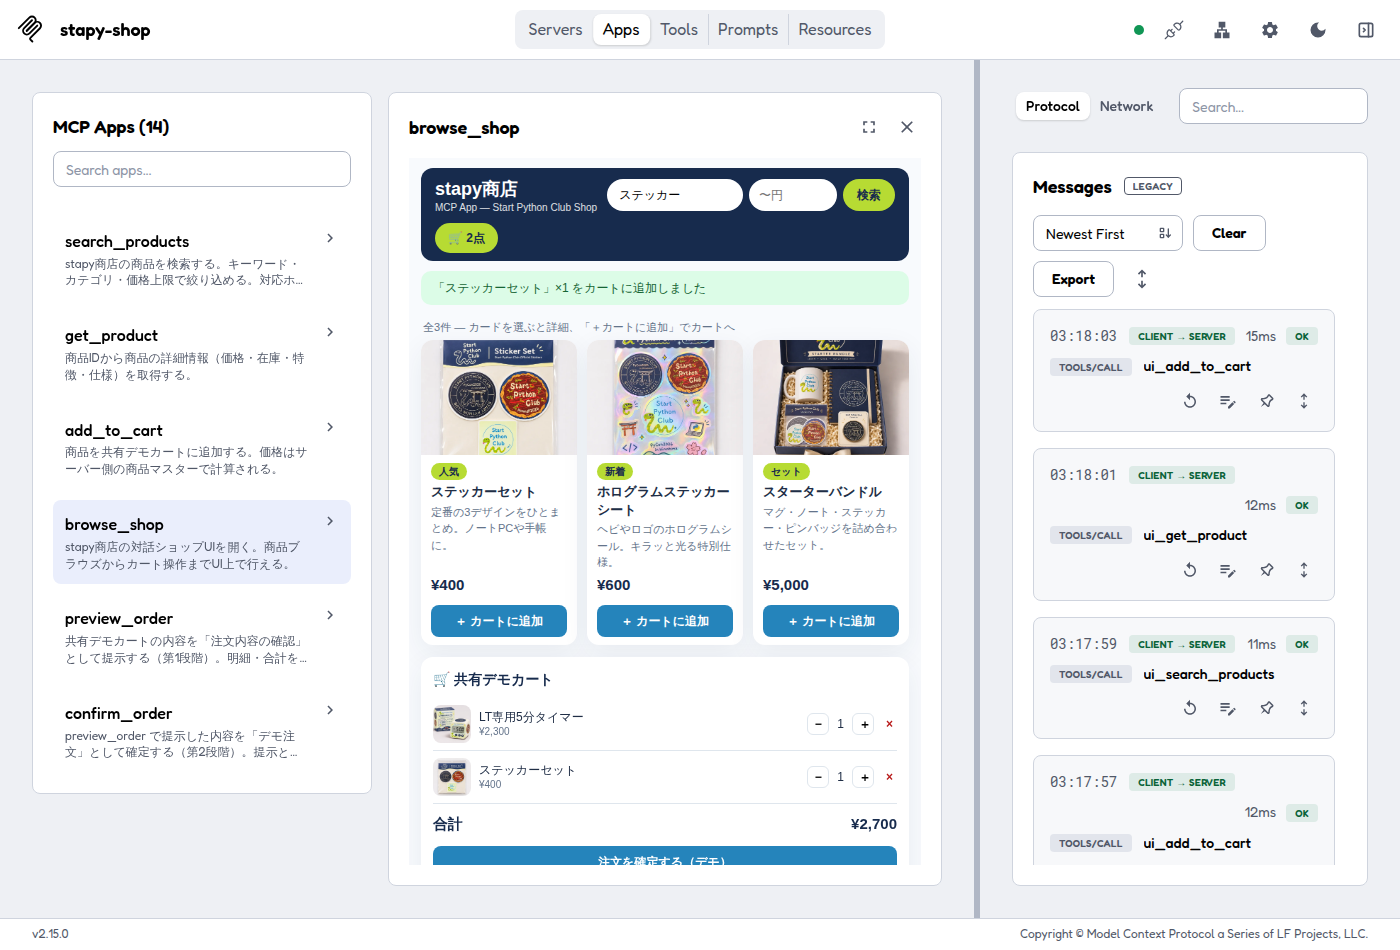 stapy-shop
Servers
Apps
Tools
Prompts
Resources
MCP Apps (14)
Search apps...
search_products
stapy商店の商品を検索する。キーワード・
カテゴリ・価格上限で絞り込める。対応ホ...
get_product
商品IDから商品の詳細情報（価格・在庫・特
徴・仕様）を取得する。
add_to_cart
商品を共有デモカートに追加する。価格はサ
ーバー側の商品マスターで計算される。
browse_shop
stapy商店の対話ショップUIを開く。商品ブ
ラウズからカート操作までUI上で行える。
preview_order
共有デモカートの内容を「注文内容の確認」
として提示する（第1段階）。明細・合計を...
confirm_order
preview_order で提示した内容を「デモ注
文」として確定する（第2段階）。提示と...
browse_shop
stapy商店
MCP App — Start Python Club Shop
ステッカー
〜円
検索
🛒 2点
「ステッカーセット」×1 をカートに追加しました
全3件 — カードを選ぶと詳細、「＋カートに追加」でカートへ
Start Python Club
Sticker Set
Start Python Club
Start Python Club
Start Python Club
STARTER BUNDLE
人気
ステッカーセット
定番の3デザインをひとま
とめ。ノートPCや手帳
に。
¥400
＋ カートに追加
新着
ホログラムステッカー
シート
ヘビやロゴのホログラムシ
ール。キラッと光る特別仕
様。
¥600
＋ カートに追加
セット
スターターバンドル
マグ・ノート・ステッカ
ー・ピンバッジを詰め合わ
せたセット。
¥5,000
＋ カートに追加
🛒 共有デモカート
LT専用5分タイマー
¥2,300
− 1 + ×
ステッカーセット
¥400
− 1 + ×
合計
¥2,700
注文を確定する（デモ）
Protocol
Network
Search...
Messages
LEGACY
Newest First
Clear
Export
03:18:03 CLIENT → SERVER 15ms OK
TOOLS/CALL ui_add_to_cart
03:18:01 CLIENT → SERVER
12ms OK
TOOLS/CALL ui_get_product
03:17:59 CLIENT → SERVER 11ms OK
TOOLS/CALL ui_search_products
03:17:57 CLIENT → SERVER
12ms OK
TOOLS/CALL ui_add_to_cart
v2.15.0
Copyright © Model Context Protocol a Series of LF Projects, LLC.